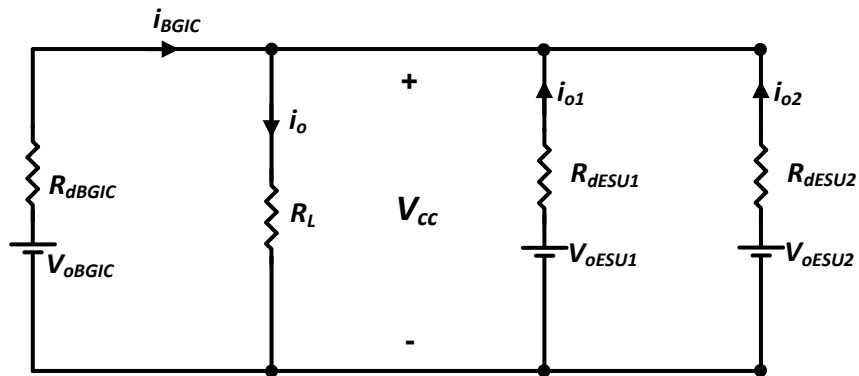 iBGIC
+
io
io1
io2
RdBGIC
RL
Vcc
RdESU1
RdESU2
VoBGIC
VoESU1
VoESU2
-